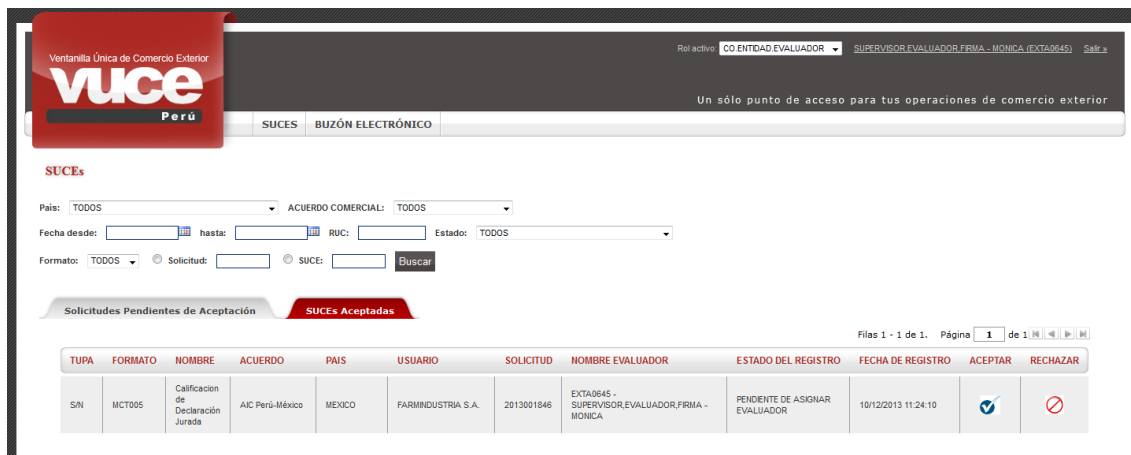 Ventanilla Única de Comercio Exterior
vuce
Perú
Rol activo: CO.ENTIDAD.EVALUADOR SUPERVISOR,EVALUADOR,FIRMA - MONICA (EXTA0645) Salir »
Un sólo punto de acceso para tus operaciones de comercio exterior
SUCES BUZÓN ELECTRÓNICO
SUCEs
Pais: TODOS ACUERDO COMERCIAL: TODOS
Fecha desde: hasta: RUC: Estado: TODOS
Formato: TODOS Solicitud: SUCE: Buscar
Solicitudes Pendientes de Aceptación SUCEs Aceptadas
Filas 1 - 1 de 1. Página 1 de 1
TUPA FORMATO NOMBRE ACUERDO PAIS USUARIO SOLICITUD NOMBRE EVALUADOR ESTADO DEL REGISTRO FECHA DE REGISTRO ACEPTAR RECHAZAR
S/N MCT005 Calificacion de Declaración Jurada AIC Perú-México MEXICO FARMINDUSTRIA S.A. 2013001846 EXTA0645 - SUPERVISOR,EVALUADOR,FIRMA - MONICA PENDIENTE DE ASIGNAR EVALUADOR 10/12/2013 11:24:10